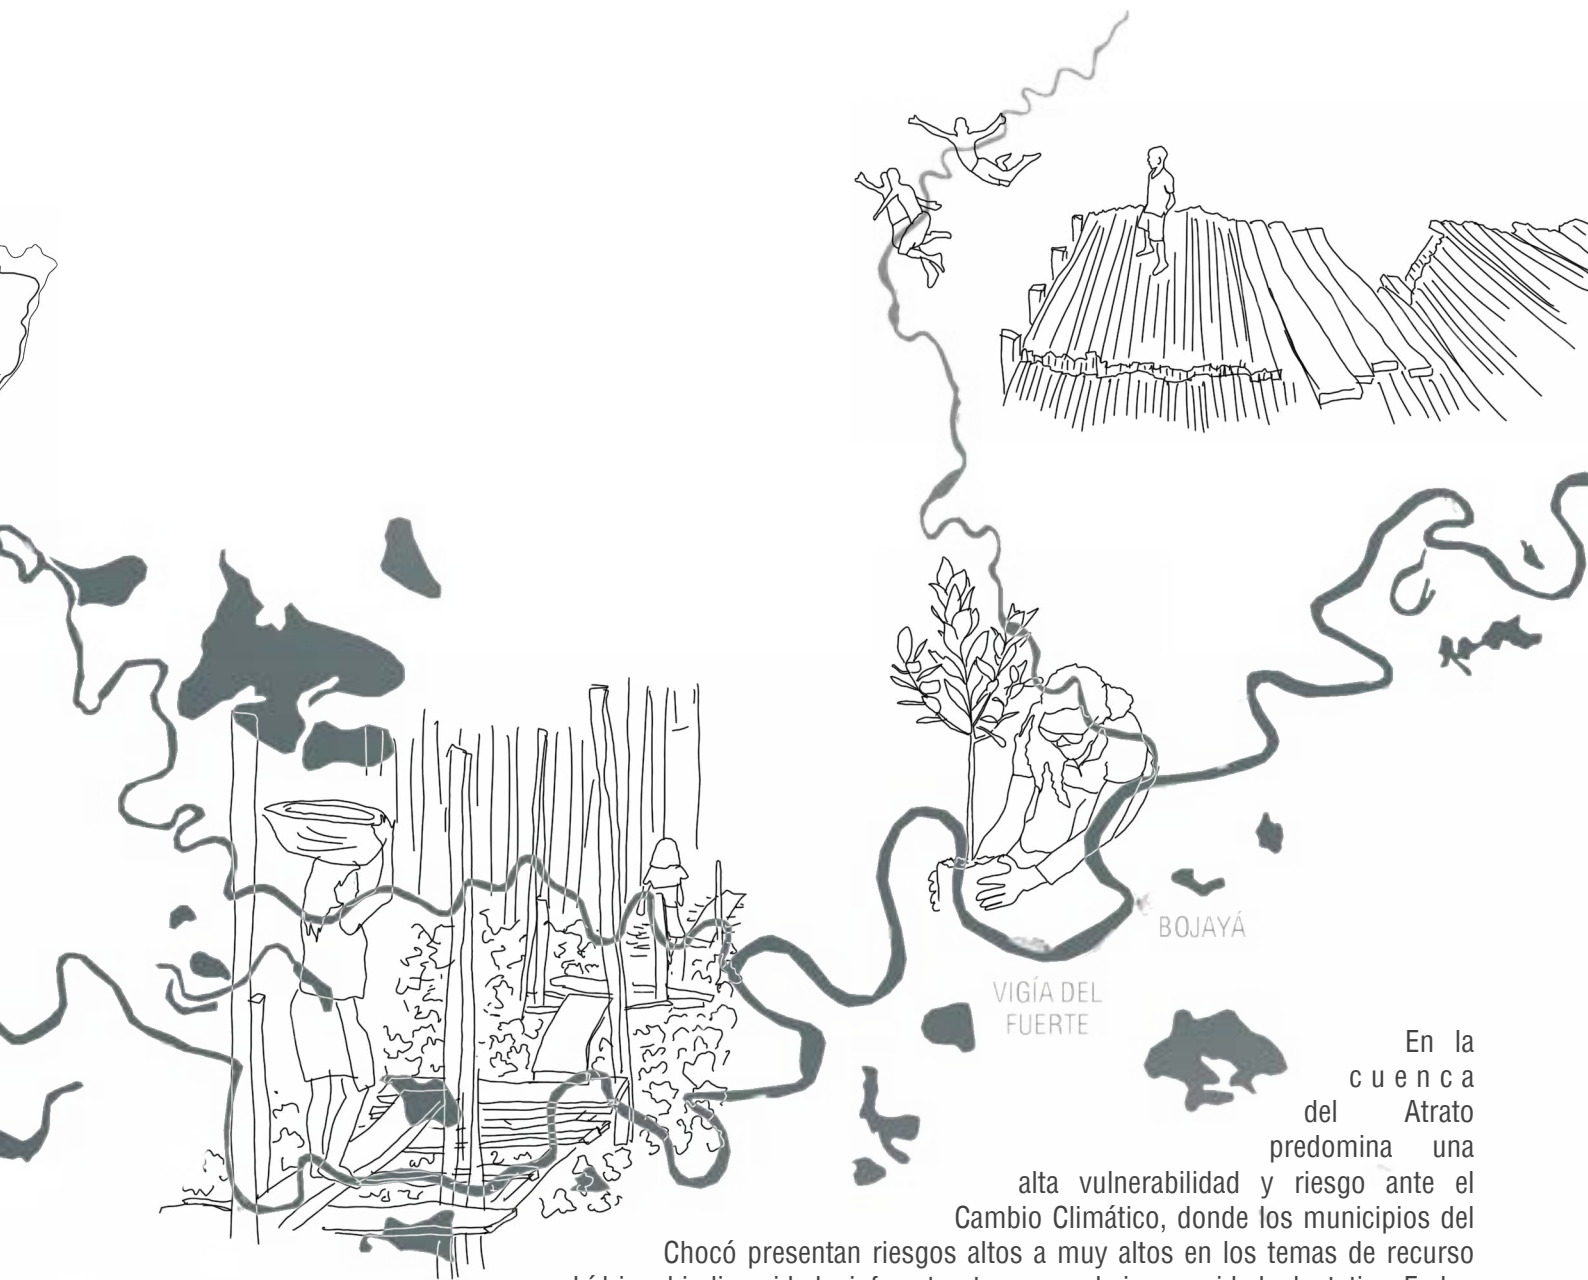 BOJAYÁ
VIGÍA DEL
FUERTE
En la
cuenca
del Atrato
predomina una
alta vulnerabilidad y riesgo ante el
Cambio Climático, donde los municipios del
Chocó presentan riesgos altos a muy altos en los temas de recurso